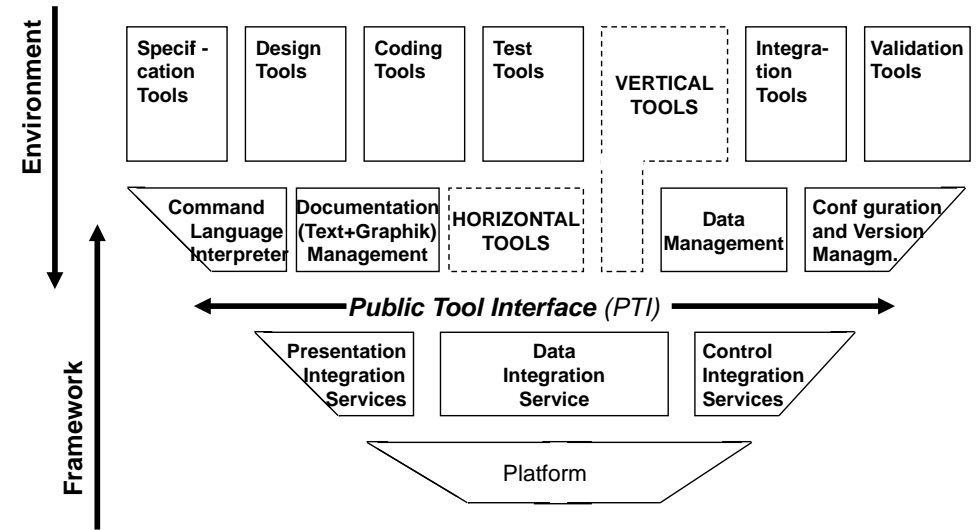 Environment
Specif -
cation
Tools
Design
Tools
Coding
Tools
Test
Tools
VERTICAL
TOOLS
Integra-
tion
Tools
Validation
Tools
Command
Language
Interpreter
Documentation
(Text+Graphik)
Management
HORIZONTAL
TOOLS
Data
Management
Conf guration
and Version
Managm.
Public Tool Interface (PTI)
Framework
Presentation
Integration
Services
Data
Integration
Service
Control
Integration
Services
Platform